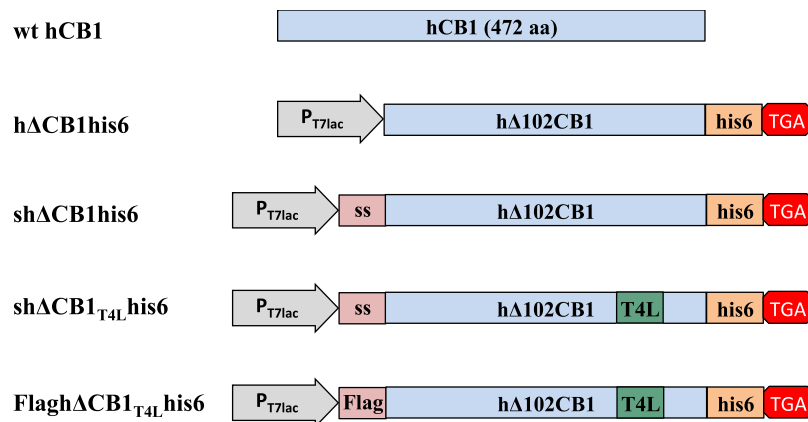 wt hCB1 hCB1 (472 aa)
hΔCB1his6 PT7lac hΔ102CB1 his6 TGA
shΔCB1his6 PT7lac ss hΔ102CB1 his6 TGA
shΔCB1T4Lhis6 PT7lac ss hΔ102CB1 T4L his6 TGA
FlaghΔCB1T4Lhis6 PT7lac Flag hΔ102CB1 T4L his6 TGA